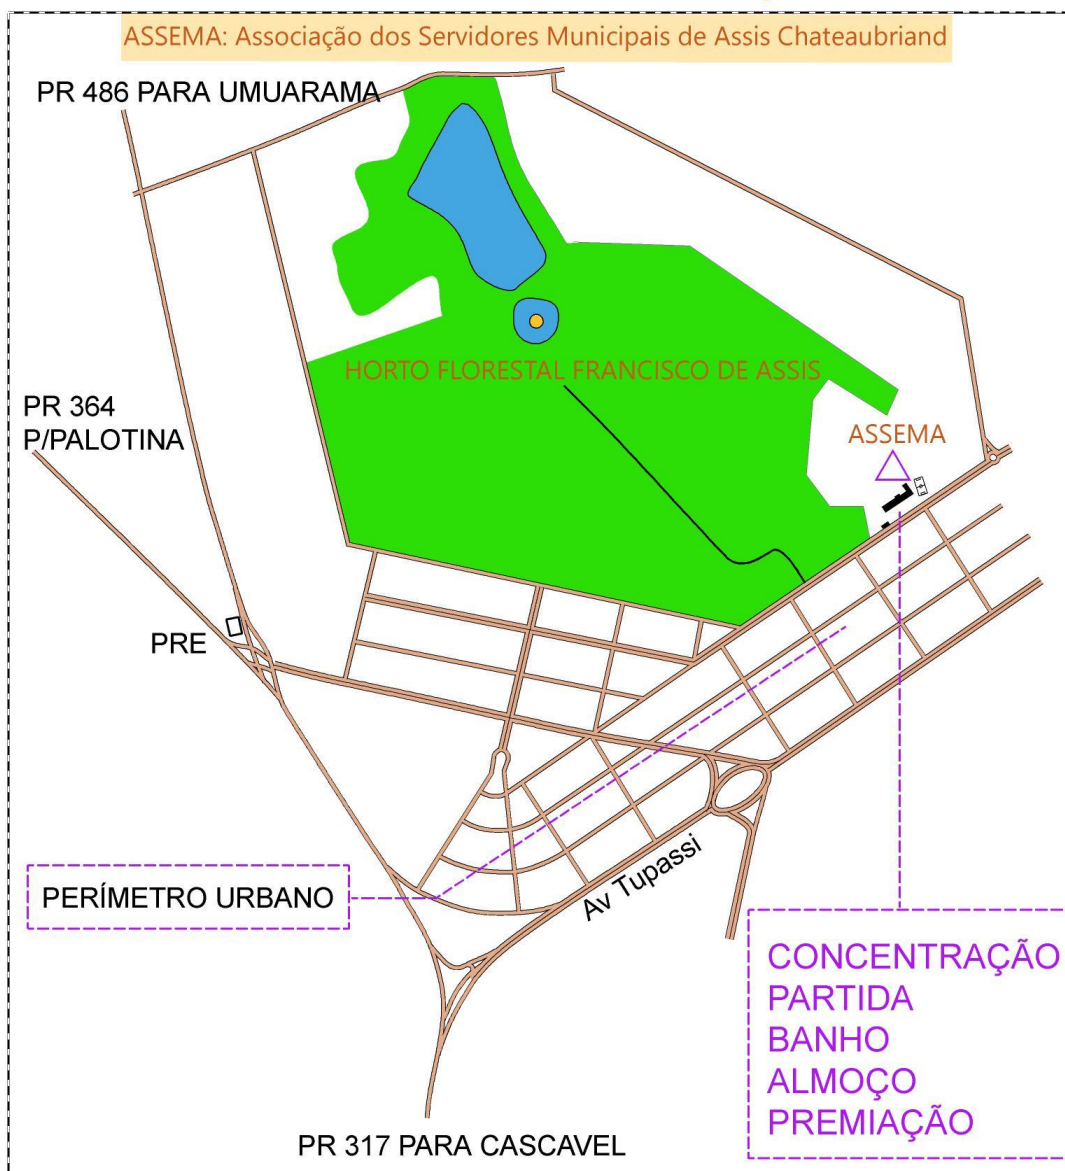 ASSEMA: Associação dos Servidores Municipais de Assis Chateaubriand
PR 486 PARA UMUARAMA
HORTO FLORESTAL FRANCISCO DE ASSIS
PR 364
P/PALOTINA
ASSEMA
PRE
PERÍMETRO URBANO
Av Tupassi
CONCENTRAÇÃO
PARTIDA
BANHO
ALMOÇO
PREMIAÇÃO
PR 317 PARA CASCAVEL